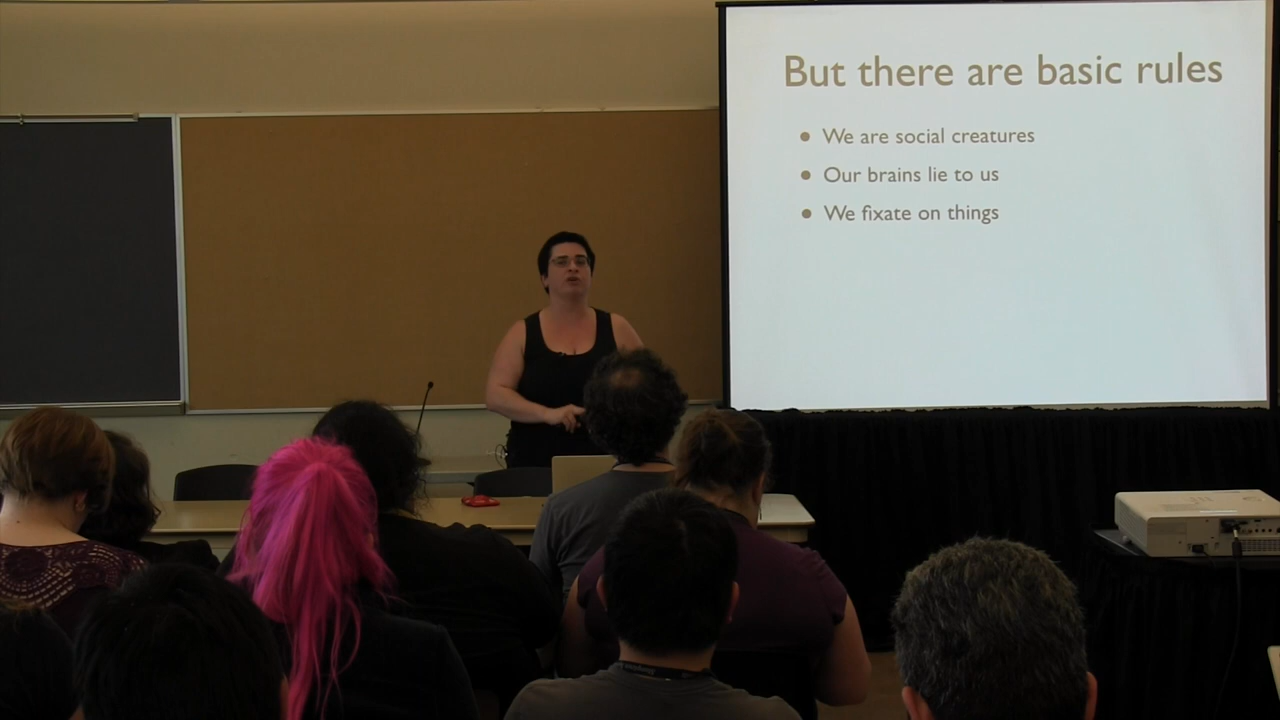 But there are basic rules
We are social creatures
Our brains lie to us
We fixate on things